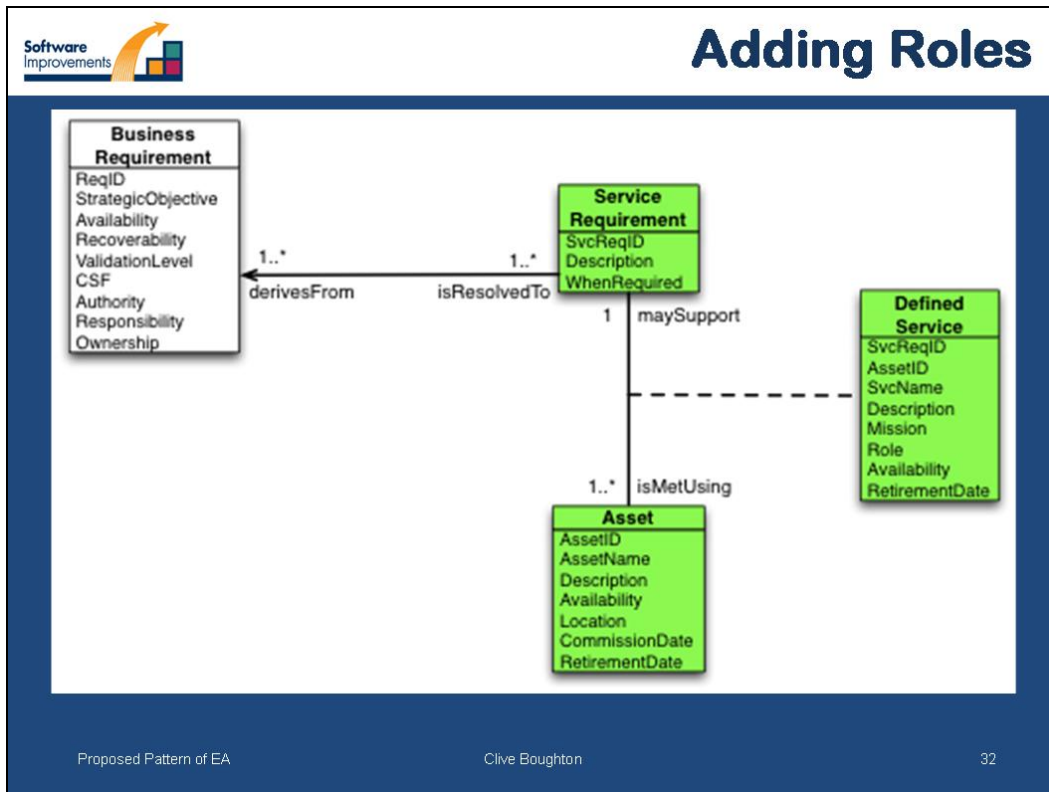 Software
Improvements
Adding Roles
Business
Requirement
ReqID
StrategicObjective
Availability
Recoverability
ValidationLevel
CSF
Authority
Responsibility
Ownership
1..*
derivesFrom
1..*
isResolvedTo
Service
Requirement
SvcReqID
Description
WhenRequired
1 maySupport
Defined
Service
SvcReqID
AssetID
SvcName
Description
Mission
Role
Availability
RetirementDate
1..* isMetUsing
Asset
AssetID
AssetName
Description
Availability
Location
CommissionDate
RetirementDate
Proposed Pattern of EA
Clive Boughton
32